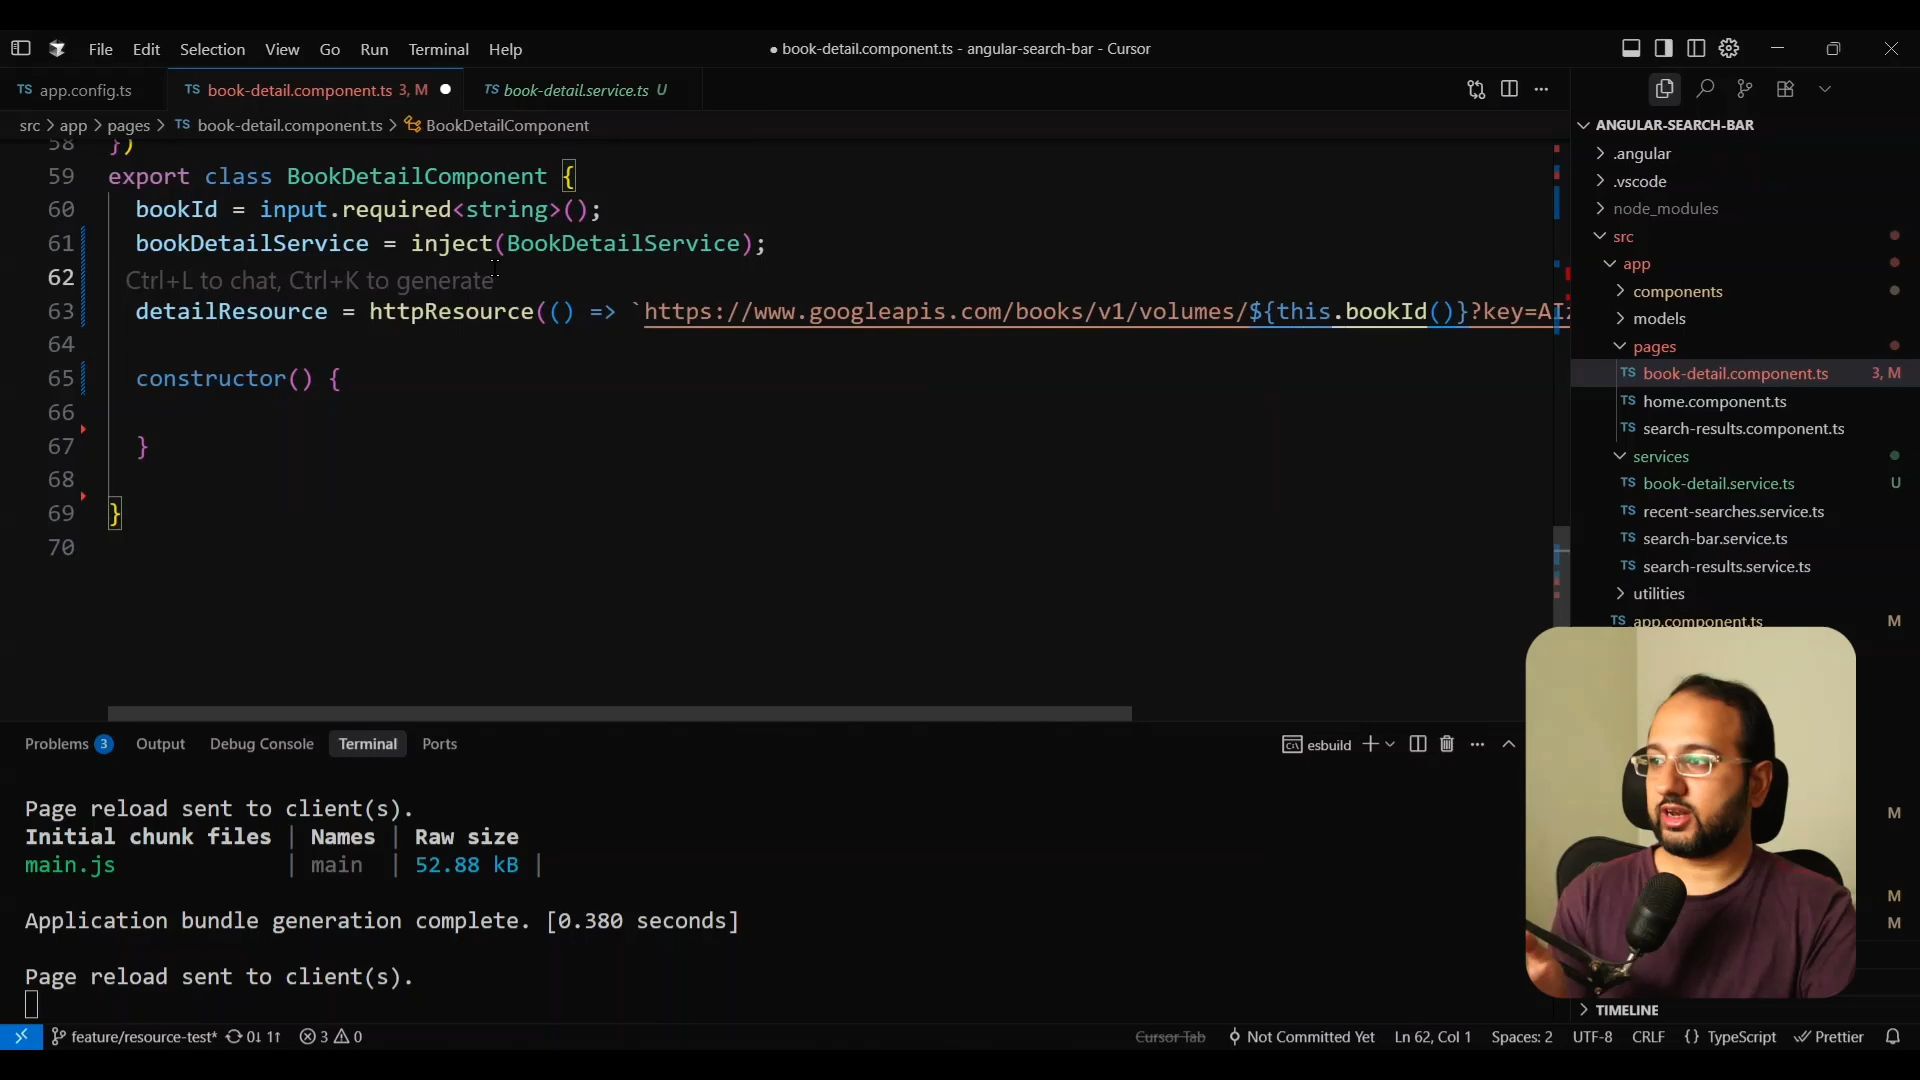 File Edit Selection View Go Run Terminal Help
● book-detail.component.ts - angular-search-bar - Cursor
TS app.config.ts
TS book-detail.component.ts 3, M ●
TS book-detail.service.ts U
src > app > pages > TS book-detail.component.ts > BookDetailComponent
58 })
59 export class BookDetailComponent {
60 bookId = input.required<string>();
61 bookDetailService = inject(BookDetailService);
62 Ctrl+L to chat, Ctrl+K to generate
63 detailResource = httpResource(() => `https://www.googleapis.com/books/v1/volumes/${this.bookId()}?key=AI
64
65 constructor() {
66
67 }
68
69 }
70
ANGULAR-SEARCH-BAR
.angular
.vscode
node_modules
src
app
components
models
pages
TS book-detail.component.ts 3, M
TS home.component.ts
TS search-results.component.ts
services
TS book-detail.service.ts U
TS recent-searches.service.ts
TS search-bar.service.ts
TS search-results.service.ts
utilities
TS app.component.ts M
M
M
M
TIMELINE
Problems 3 Output Debug Console Terminal Ports
esbuild
Page reload sent to client(s).
Initial chunk files | Names | Raw size
main.js | main | 52.88 kB |
Application bundle generation complete. [0.380 seconds]
Page reload sent to client(s).
feature/resource-test* 0↓ 1↑ 3 0
Cursor Tab Not Committed Yet Ln 62, Col 1 Spaces: 2 UTF-8 CRLF {} TypeScript Prettier